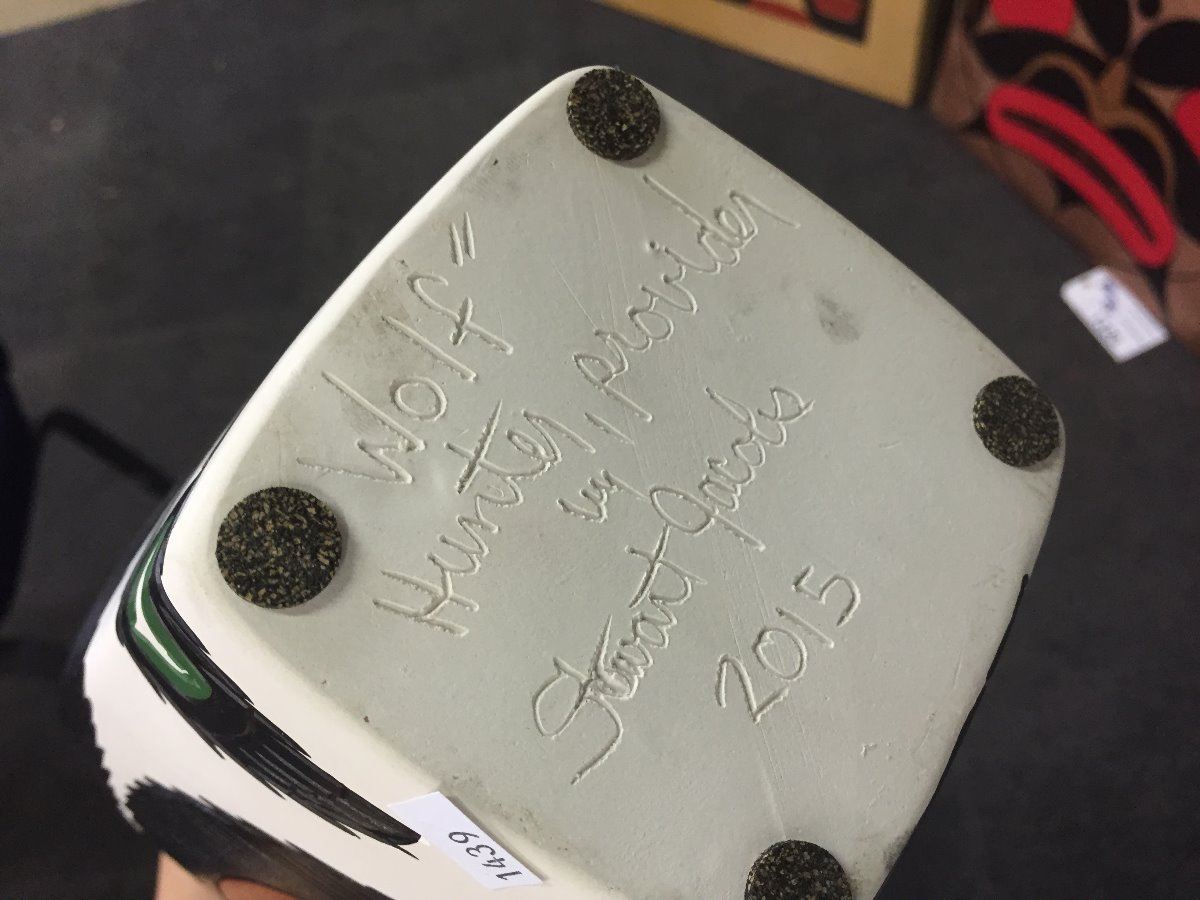 Wolf"
Hunter, provider
by
Stewart Jacobs
2015
1439